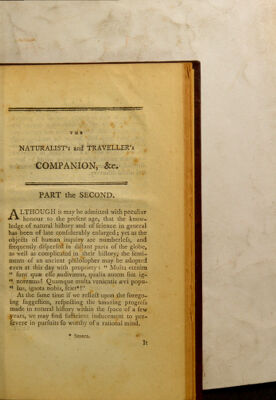 THE
NATURALIST's and TRAVELLER's
COMPANION, &c.
PART the SECOND.
ALTHOUGH it may be admitted with peculiar
honour to the present age, that the know-
ledge of natural history and of science in general
has been of late considerably enlarged; yet as the
objects of human inquiry are numberless, and
frequently dispersed in distant parts of the globe,
as well as complicated in their history, the senti-
ments of an ancient philosopher may be adopted
even at this day with propriety: " Multa etenim
" sunt quæ esse audivimus, qualia autem sint ig-
" noremus! Quamque multa venientis ævi popu-
" lus, ignota nobis, sciet*!"
At the same time if we reflect upon the forego-
ing suggestion, respecting the amazing progress
made in natural history within the space of a few
years, we may find sufficient inducement to per-
severe in pursuits so worthy of a rational mind.
* Seneca.
It